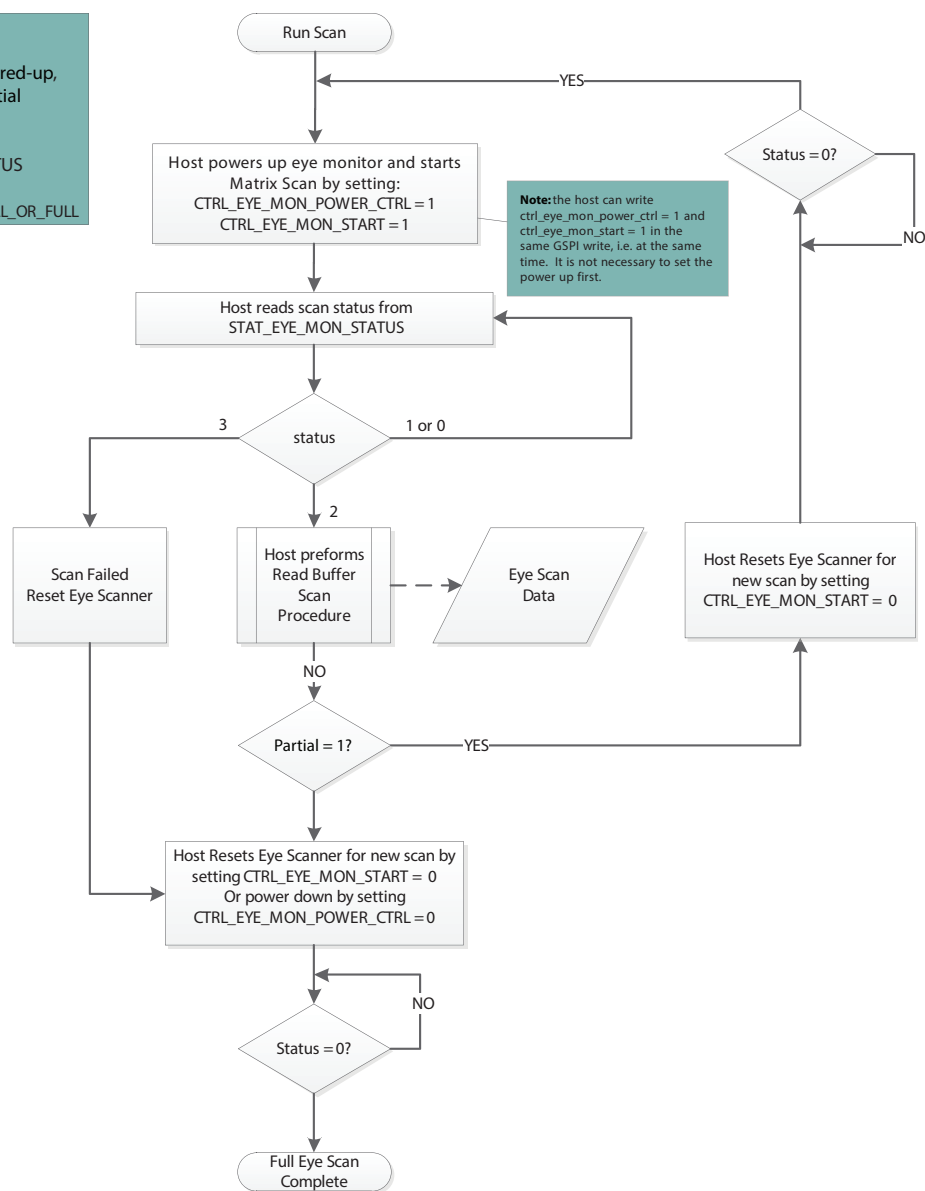 red-up,
tial
TUS
L_OR_FULL
Run Scan
YES
Status = 0?
NO
Host powers up eye monitor and starts
Matrix Scan by setting:
CTRL_EYE_MON_POWER_CTRL = 1
CTRL_EYE_MON_START = 1
Note: the host can write
ctrl_eye_mon_power_ctrl = 1 and
ctrl_eye_mon_start = 1 in the
same GSPI write, i.e. at the same
time. It is not necessary to set the
power up first.
Host reads scan status from
STAT_EYE_MON_STATUS
3
status
1 or 0
2
Scan Failed
Reset Eye Scanner
Host preforms
Read Buffer
Scan
Procedure
Eye Scan
Data
Host Resets Eye Scanner for
new scan by setting
CTRL_EYE_MON_START = 0
NO
Partial = 1?
YES
Host Resets Eye Scanner for new scan by
setting CTRL_EYE_MON_START = 0
Or power down by setting
CTRL_EYE_MON_POWER_CTRL = 0
NO
Status = 0?
Full Eye Scan
Complete